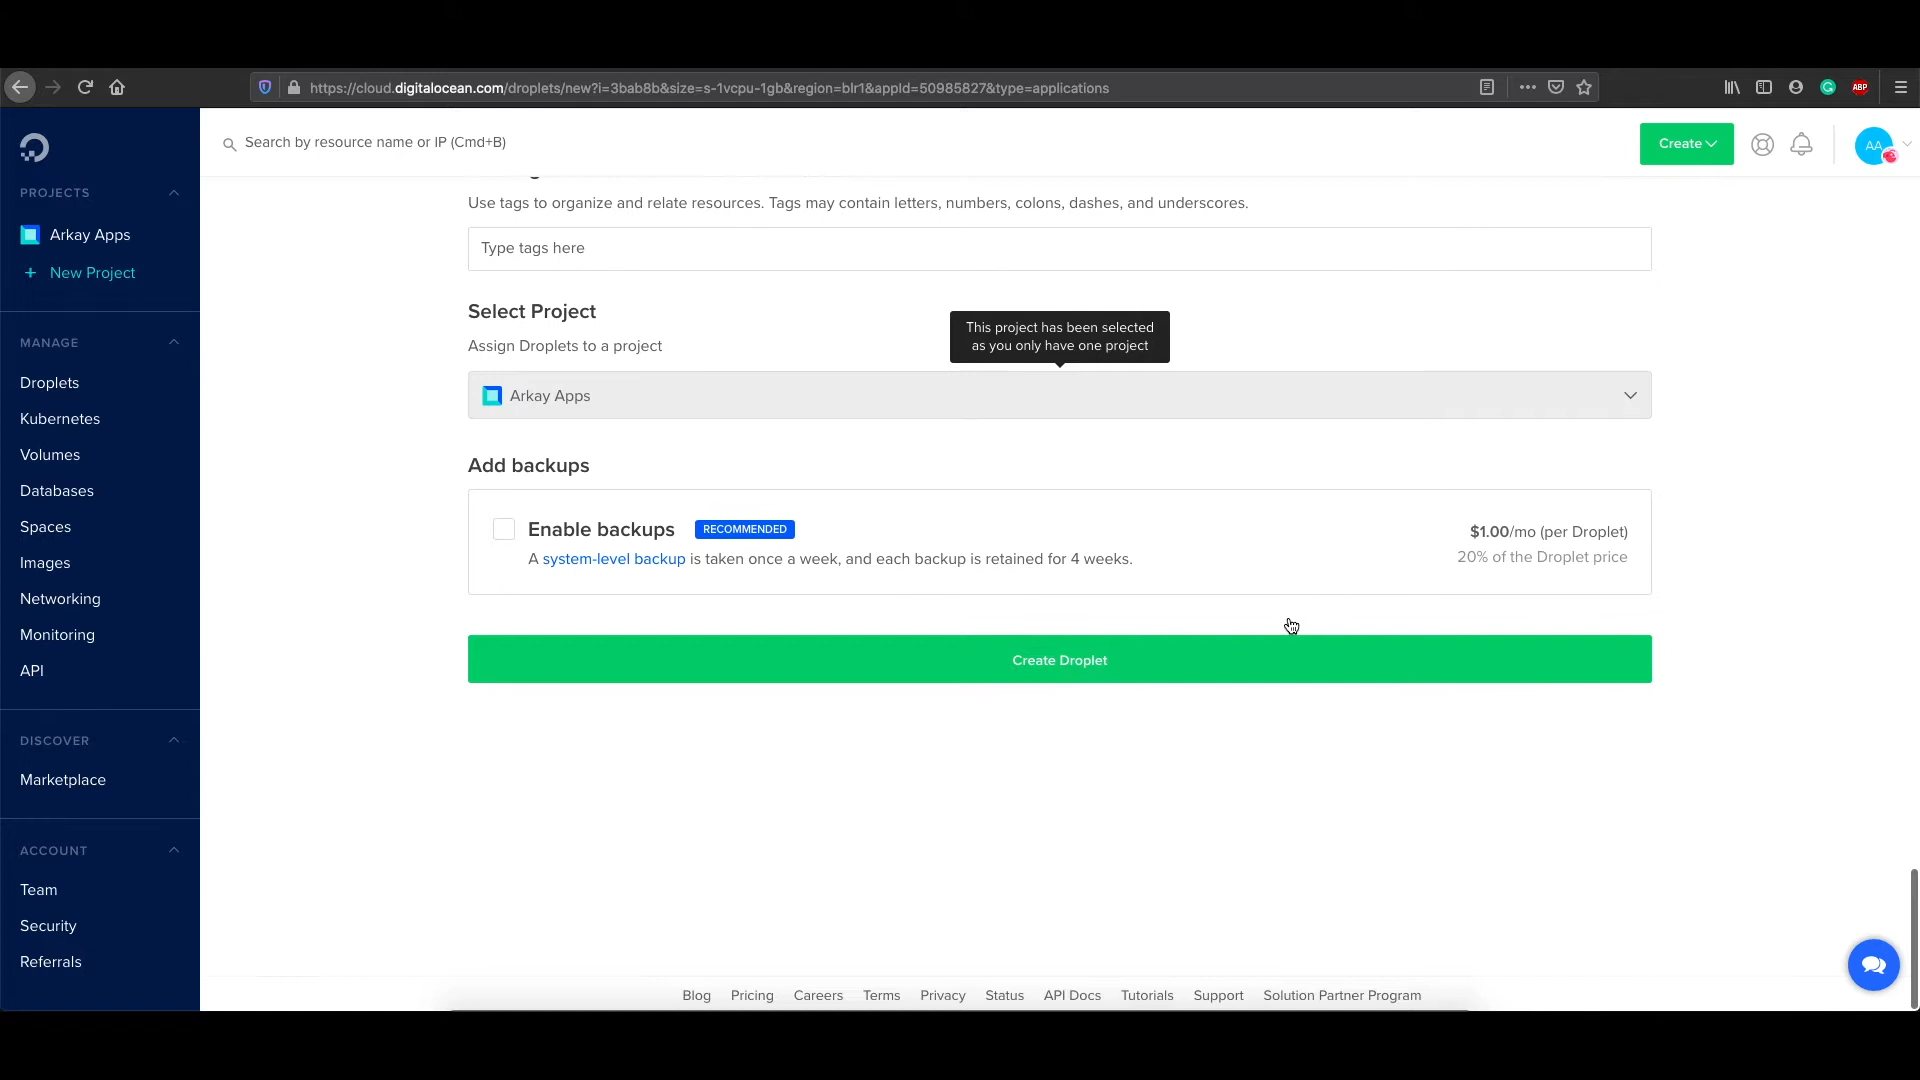 https://cloud.digitalocean.com/droplets/new?i=3bab8b&size=s-1vcpu-1gb&region=blr1&appId=50985827&type=applications
ABP
Search by resource name or IP (Cmd+B)
Create
AA
PROJECTS
Arkay Apps
+ New Project
MANAGE
Droplets
Kubernetes
Volumes
Databases
Spaces
Images
Networking
Monitoring
API
DISCOVER
Marketplace
ACCOUNT
Team
Security
Referrals
Use tags to organize and relate resources. Tags may contain letters, numbers, colons, dashes, and underscores.
Type tags here
Select Project
Assign Droplets to a project
This project has been selected
as you only have one project
Arkay Apps
Add backups
Enable backups RECOMMENDED
$1.00/mo (per Droplet)
A system-level backup is taken once a week, and each backup is retained for 4 weeks.
20% of the Droplet price
Create Droplet
Blog Pricing Careers Terms Privacy Status API Docs Tutorials Support Solution Partner Program